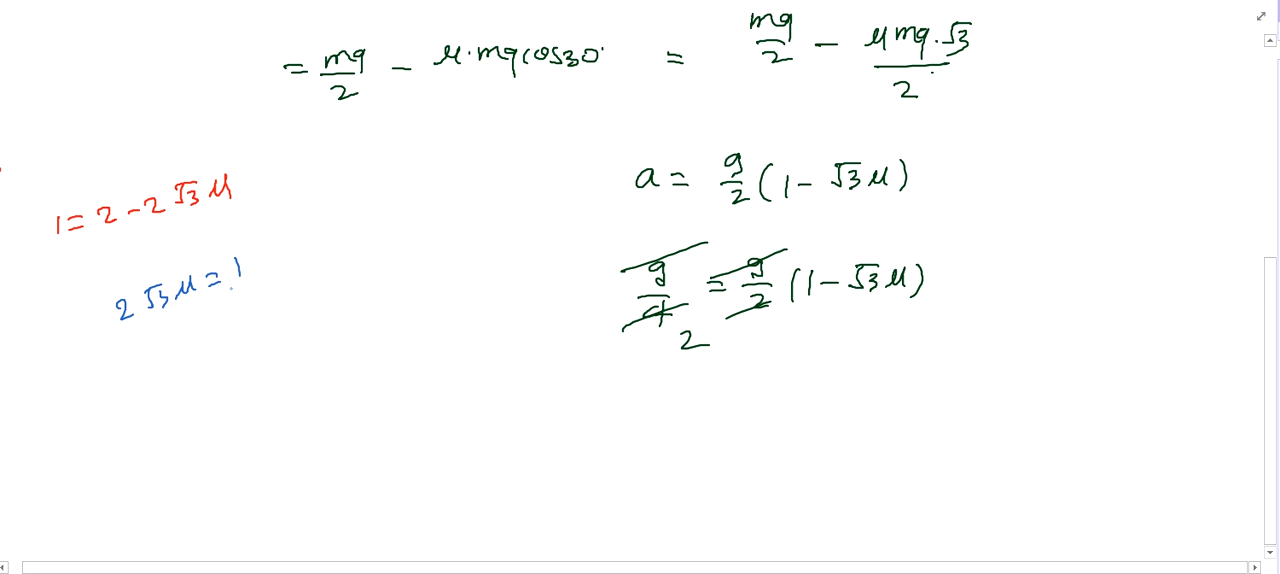 = mg/2 - μ·mg cos30° = mg/2 - μmg·√3/2
a = g/2 (1 - √3μ)
1 = 2 - 2√3μ
g/4 = g/2 (1 - √3μ)
2
2√3μ = 1